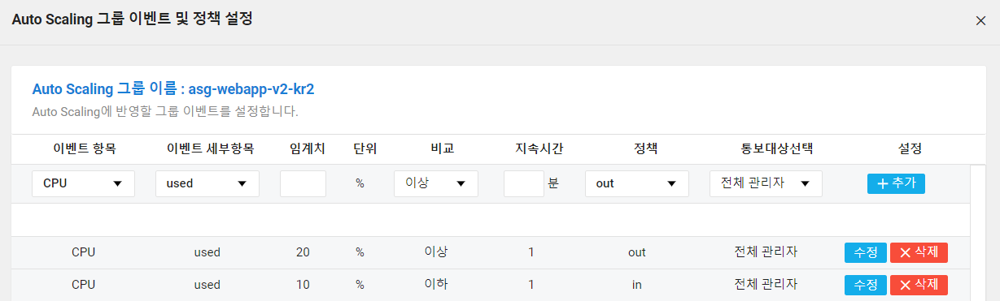 Auto Scaling 그룹 이벤트 및 정책 설정
Auto Scaling 그룹 이름 : asg-webapp-v2-kr2
Auto Scaling에 반영할 그룹 이벤트를 설정합니다.
이벤트 항목 이벤트 세부항목 임계치 단위 비교 지속시간 정책 통보대상선택 설정
CPU used % 이상 분 out 전체 관리자 + 추가
CPU used 20 % 이상 1 out 전체 관리자 수정 × 삭제
CPU used 10 % 이하 1 in 전체 관리자 수정 × 삭제